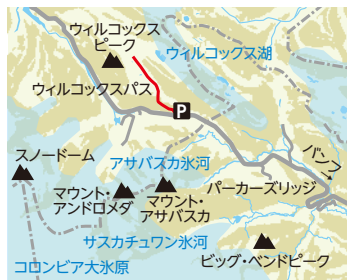 ウィルコックス
ピーク
ウィルコックス湖
ウィルコックスパス
P
スノードーム
アサバスカ氷河
バンフ
マウント・
アンドロメダ
マウント・
アサバスカ
パーカーズリッジ
サスカチュワン氷河
ビッグ・ベンドピーク
コロンビア大氷原